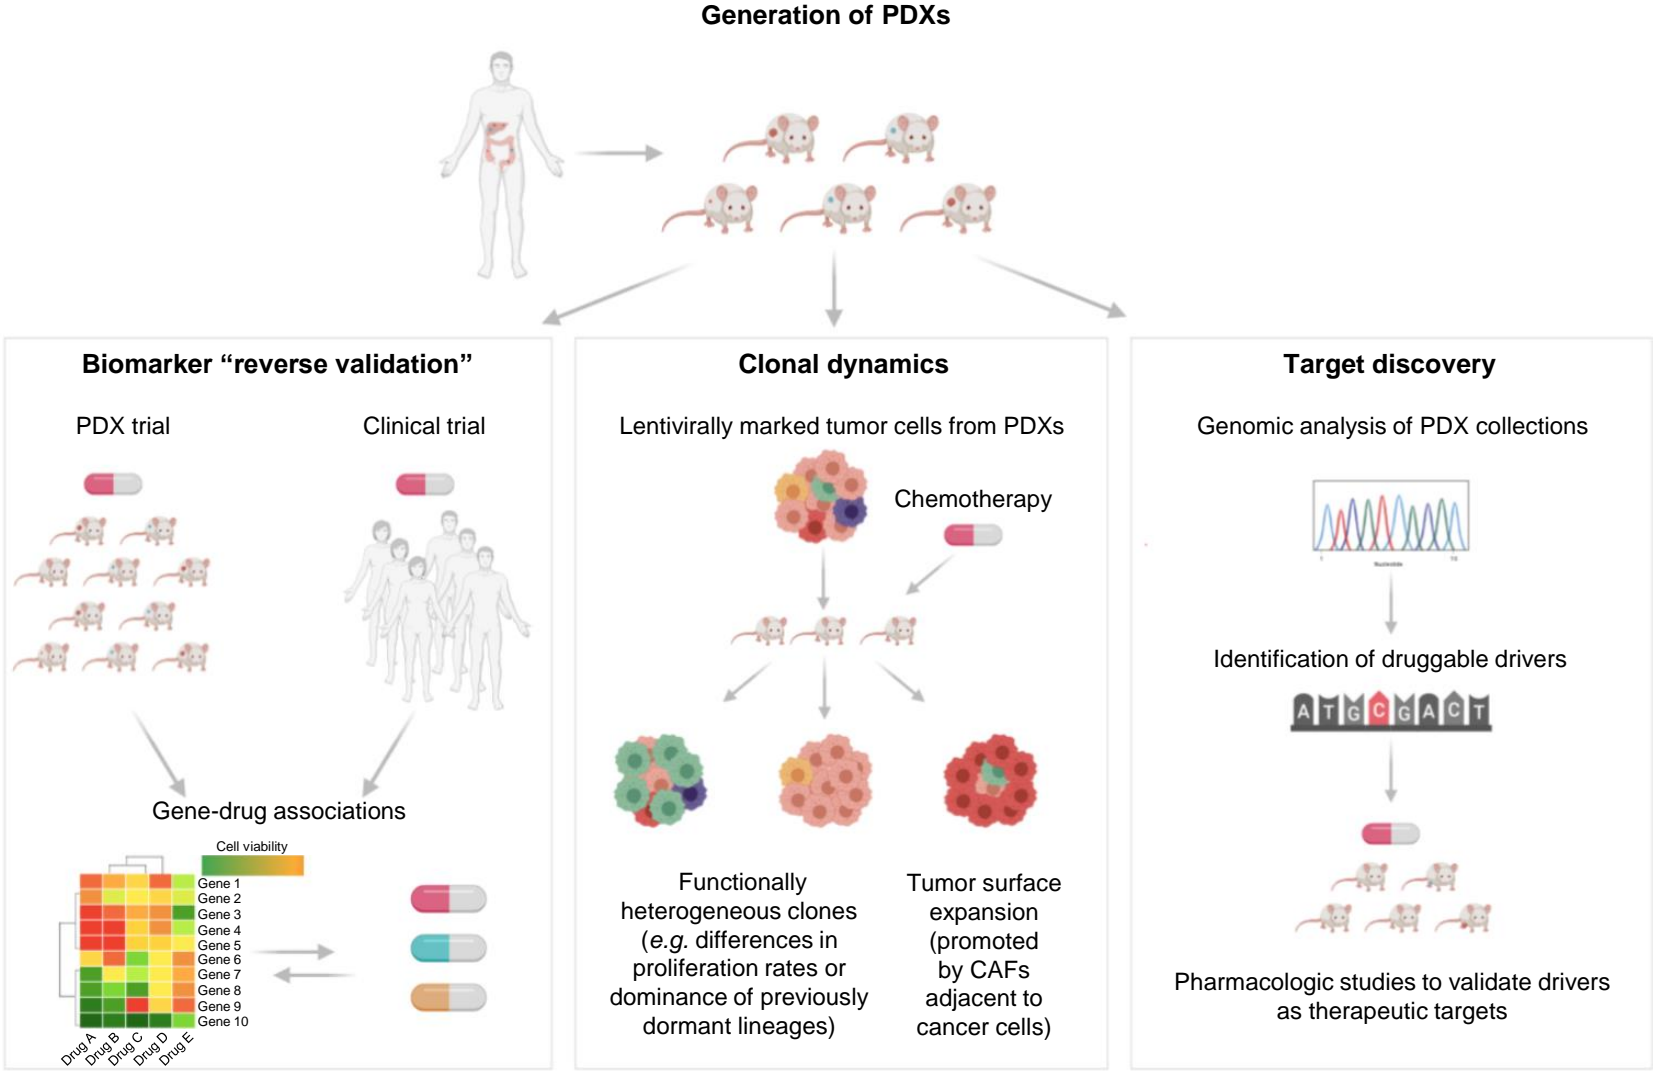 Generation of PDXs
Biomarker “reverse validation”
PDX trial
Clinical trial
Gene-drug associations
Cell viability
Gene 1
Gene 2
Gene 3
Gene 4
Gene 5
Gene 6
Gene 7
Gene 8
Gene 9
Gene 10
Drug A
Drug B
Drug C
Drug D
Drug E
Clonal dynamics
Lentivirally marked tumor cells from PDXs
Chemotherapy
Functionally
heterogeneous clones
(e.g. differences in
proliferation rates or
dominance of previously
dormant lineages)
Tumor surface
expansion
(promoted
by CAFs
adjacent to
cancer cells)
Target discovery
Genomic analysis of PDX collections
1
Nucleotide
Identification of druggable drivers
A T G C G A C T
Pharmacologic studies to validate drivers
as therapeutic targets